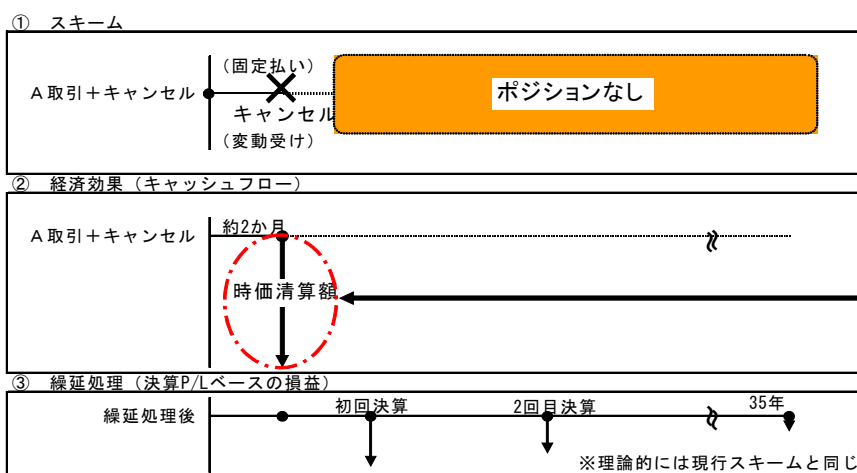 ① スキーム
(固定払い)
A取引+キャンセル
ポジションなし
キャンセル
(変動受け)
② 経済効果(キャッシュフロー)
A取引+キャンセル
約2か月
時価清算額
③ 繰延処理(決算P/Lベースの損益)
繰延処理後
初回決算
2回目決算
35年
※理論的には現行スキームと同じ